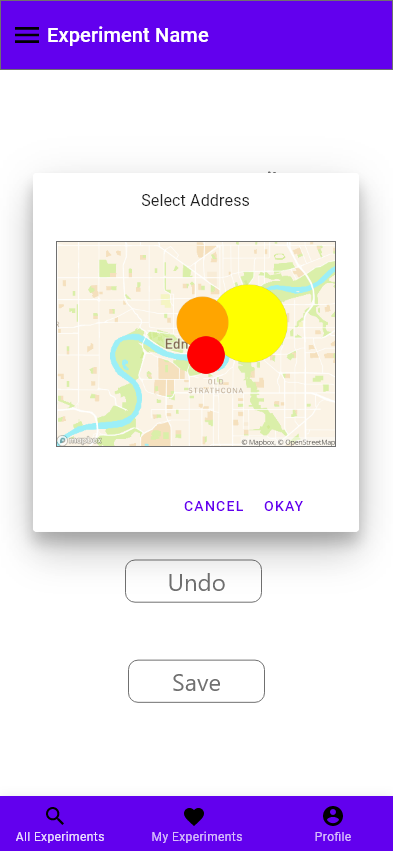 Experiment Name
Select Address
Edm
OLD
STRATHCONA
mapbox
© Mapbox, © OpenStreetMap
CANCEL OKAY
Undo
Save
All Experiments My Experiments Profile